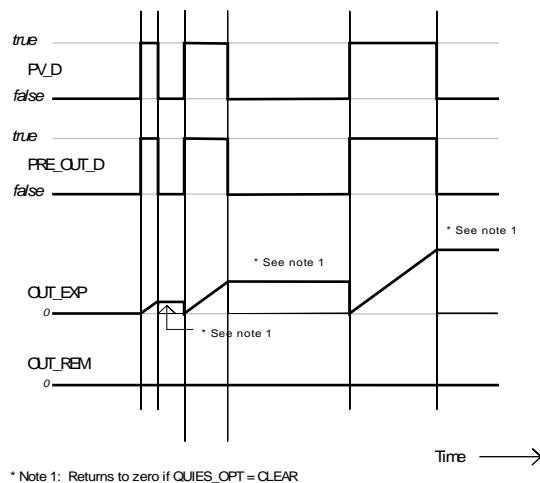 true
PV_D
false
true
PRE_OUT_D
false
* See note 1
* See note 1
OUT_EXP
0
* See note 1
OUT_REM
0
Time
* Note 1: Returns to zero if QUIES_OPT = CLEAR